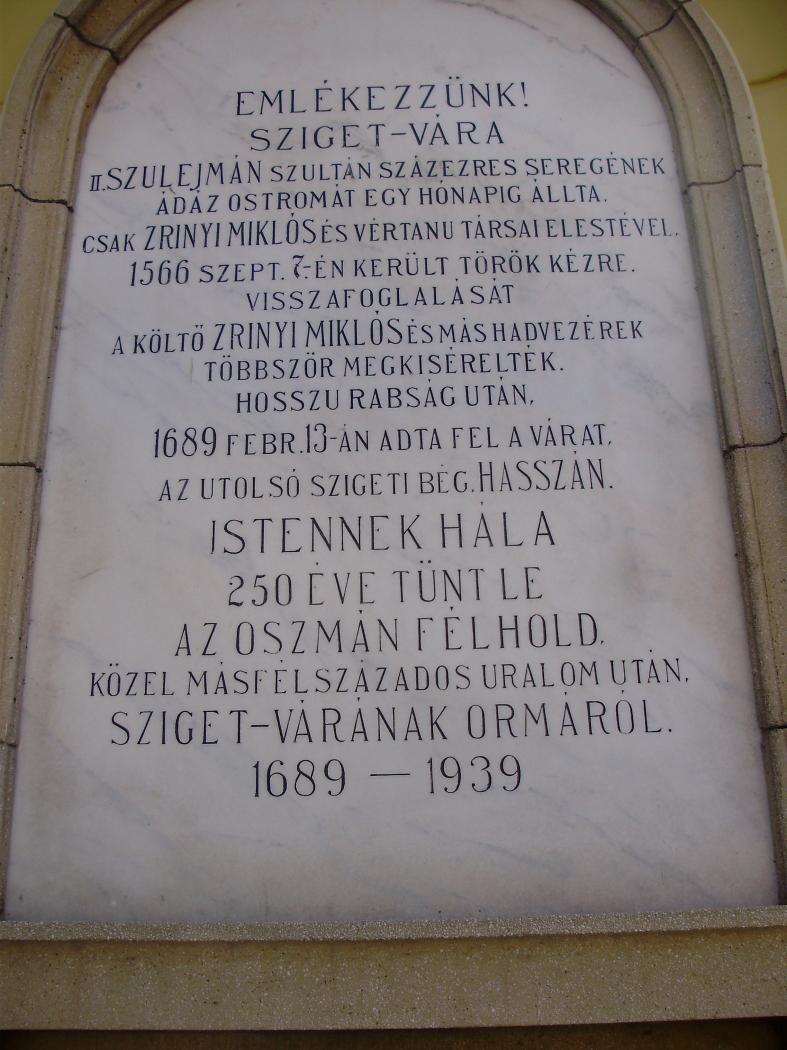 EMLÉKEZZÜNK!
SZIGET-VÁRA
II. SZULEJMÁN SZULTÁN SZÁZEZRES SEREGÉNEK
ÁDÁZ OSTROMÁT EGY HÓNAPIG ÁLLTA.
CSAK ZRINYI MIKLÓS ÉS VÉRTANU TÁRSAI ELESTÉVEL,
1566 SZEPT. 7-ÉN KERÜLT TÖRÖK KÉZRE.
VISSZAFOGLALÁSÁT
A KÖLTŐ ZRINYI MIKLÓS ÉS MÁS HADVEZÉREK
TÖBBSZÖR MEGKISÉRELTÉK.
HOSSZU RABSÁG UTÁN,
1689 FEBR. 13-ÁN ADTA FEL A VÁRAT,
AZ UTOLSÓ SZIGETI BÉG, HASSZÁN.
ISTENNEK HÁLA
250 ÉVE TÜNT LE
AZ OSZMÁN FÉLHOLD,
KÖZEL MÁSFÉLSZÁZADOS URALOM UTÁN,
SZIGET-VÁRÁNAK ORMÁRÓL.
1689 — 1939